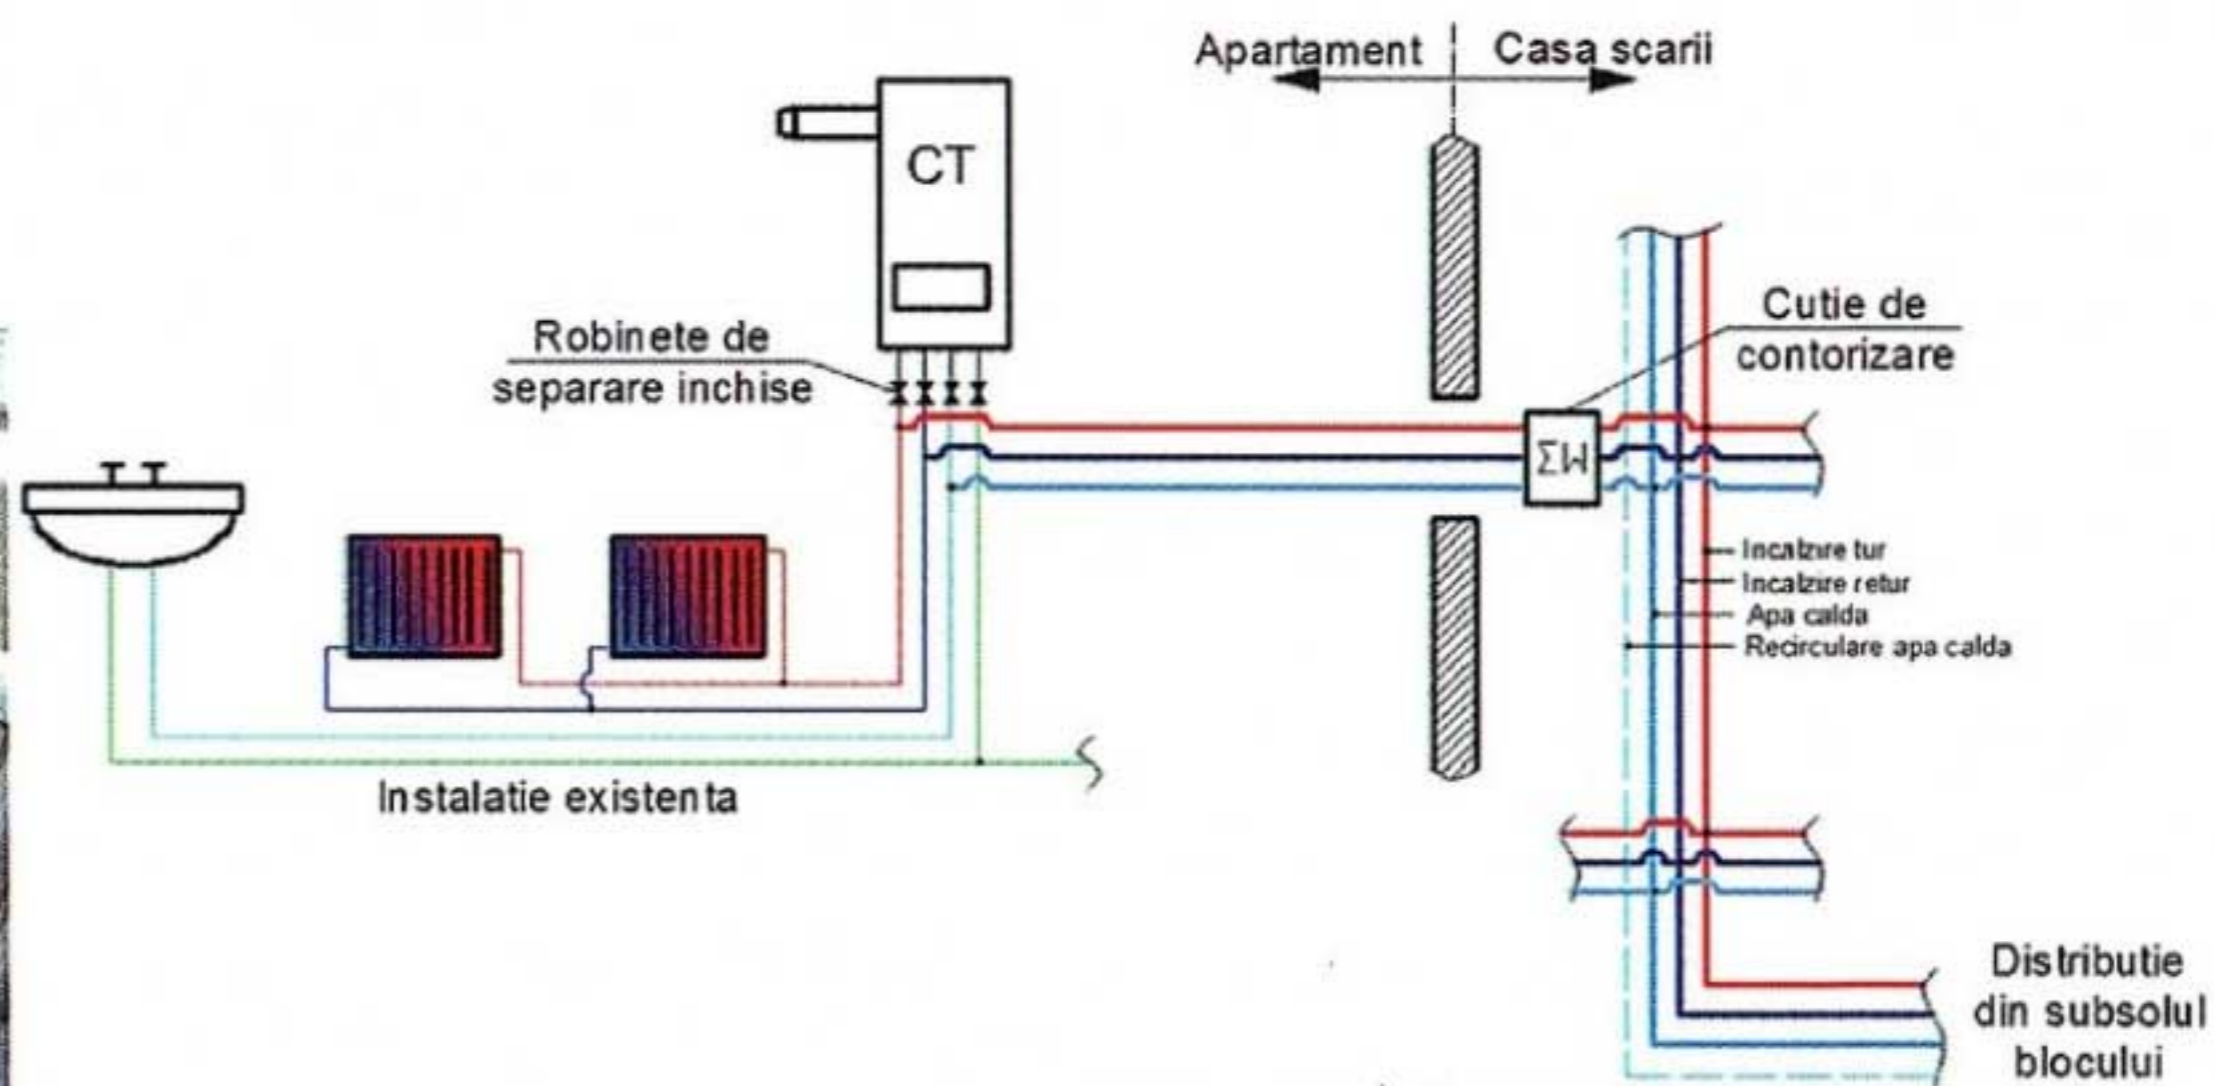 Apartament
Casa scarii
CT
Robinete de
separare inchise
Cutie de
contorizare
ΣW
Incalzire tur
Incalzire retur
Apa calda
Recirculare apa calda
Instalatie existenta
Distributie
din subsolul
blocului